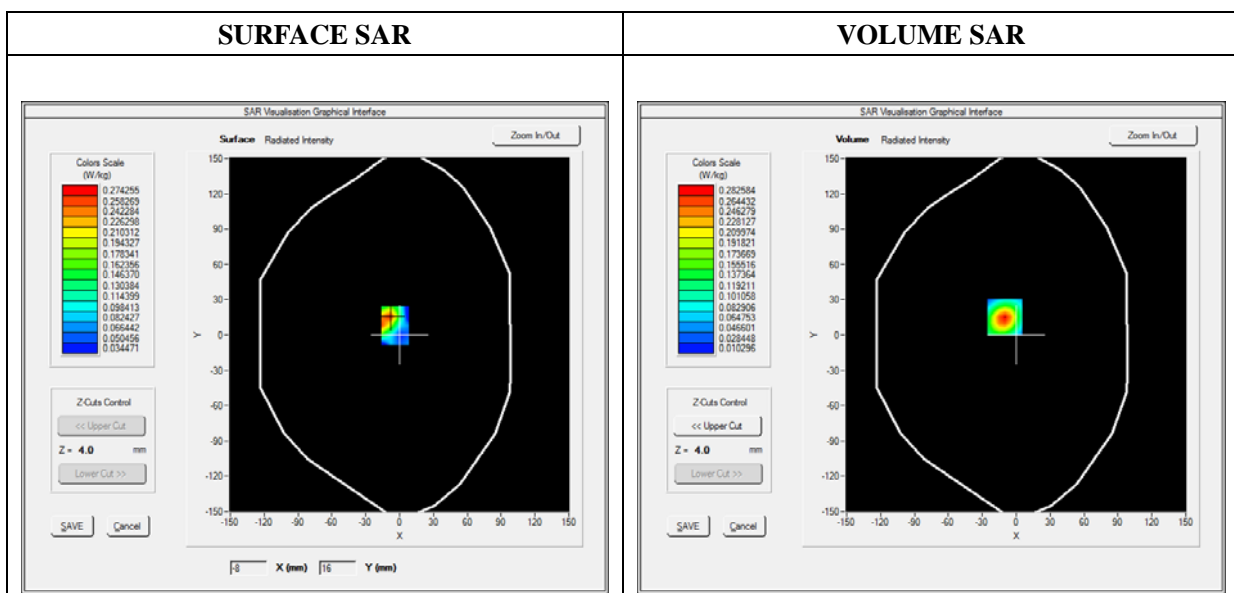 SURFACE SAR
VOLUME SAR
SAR Visualisation Graphical Interface
Surface Radiated Intensity
Zoom In/Out
Colors Scale
(W/kg)
0.274255
0.258269
0.242284
0.226298
0.210312
0.194327
0.178341
0.162356
0.146370
0.130384
0.114399
0.098413
0.082427
0.066442
0.050456
0.034471
Z-Cuts Control
<< Upper Cut
Z = 4.0 mm
Lower Cut >>
SAVE Cancel
150
120
90
60
30
0
-30
-60
-90
-120
-150
Y
-150 -120 -90 -60 -30 0 30 60 90 120 150
X
-8 X (mm) 16 Y (mm)
SAR Visualisation Graphical Interface
Volume Radiated Intensity
Zoom In/Out
Colors Scale
(W/kg)
0.282584
0.264432
0.246279
0.228127
0.209974
0.191821
0.173669
0.155516
0.137364
0.119211
0.101058
0.082906
0.064753
0.046601
0.028448
0.010296
Z-Cuts Control
<< Upper Cut
Z = 4.0 mm
Lower Cut >>
SAVE Cancel
150
120
90
60
30
0
-30
-60
-90
-120
-150
Y
-150 -120 -90 -60 -30 0 30 60 90 120 150
X